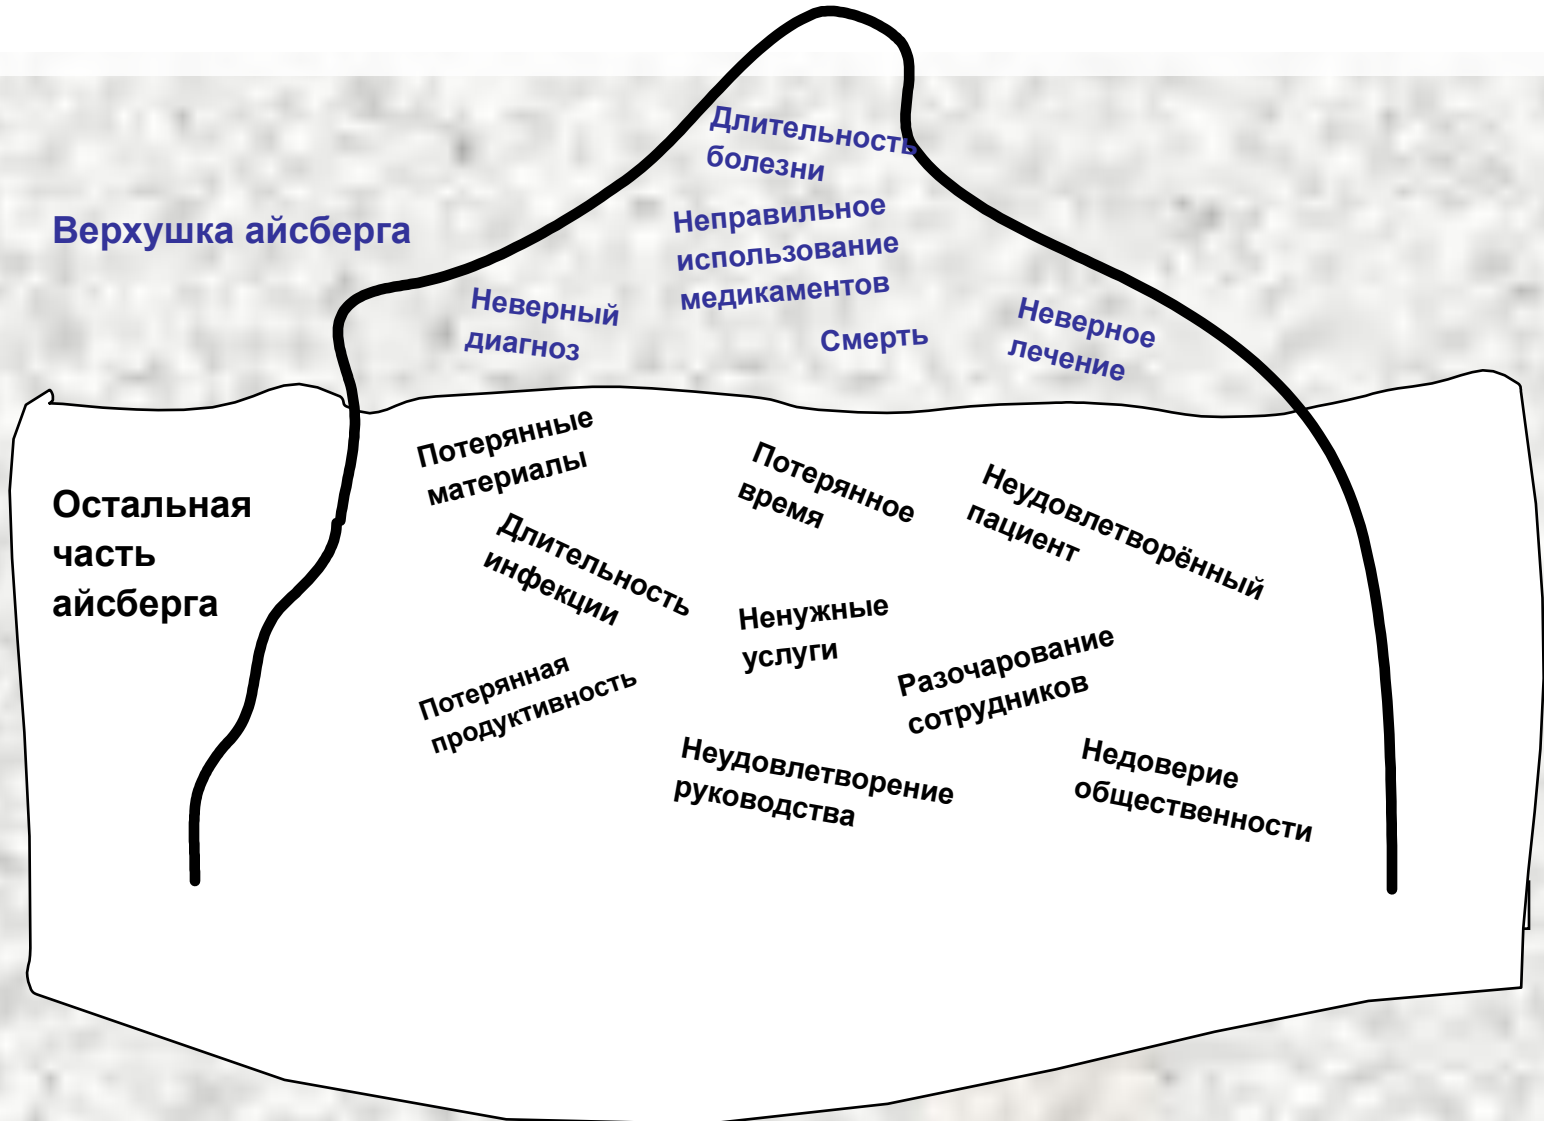 Длительность
болезни
Верхушка айсберга
Неправильное
использование
медикаментов
Неверный
диагноз
Смерть
Неверное
лечение
Потерянные
материалы
Потерянное
время
Неудовлетворённый
пациент
Остальная
часть
айсберга
Длительность
инфекции
Ненужные
услуги
Разочарование
сотрудников
Потерянная
продуктивность
Неудовлетворение
руководства
Недоверие
общественности